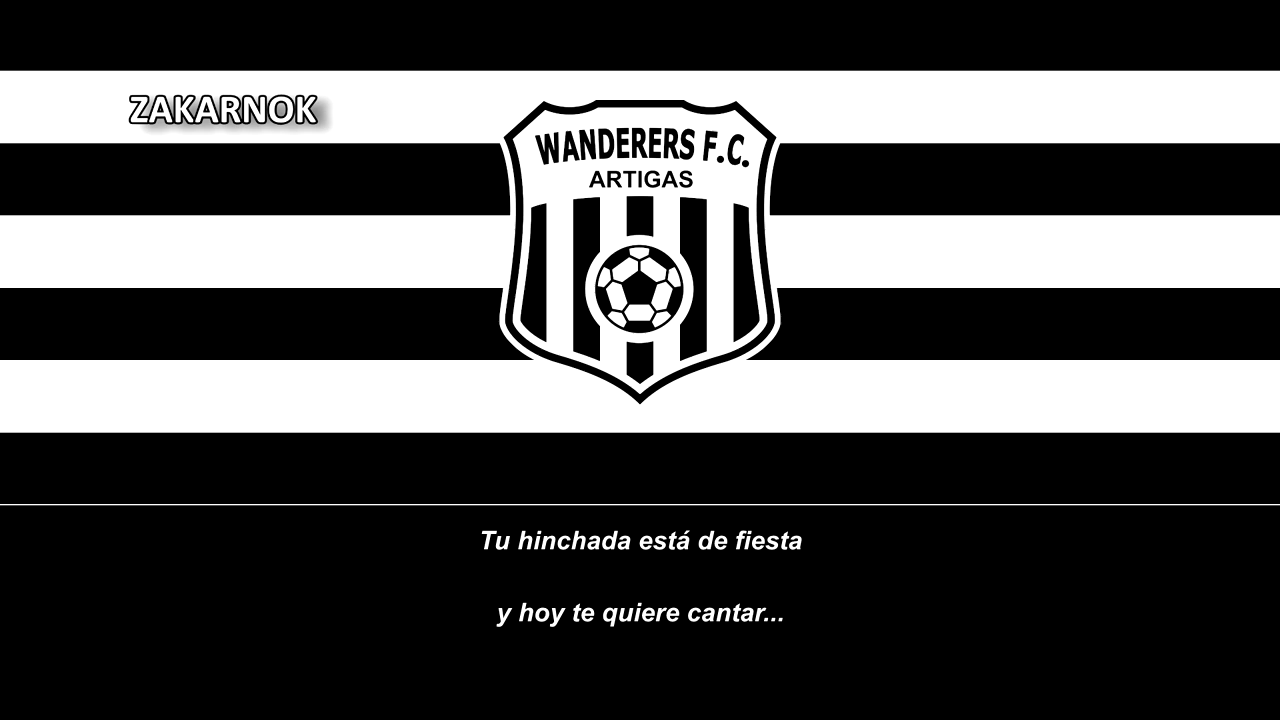 ZAKARNOK
WANDERERS F.C.
ARTIGAS
Tu hinchada está de fiesta
y hoy te quiere cantar...